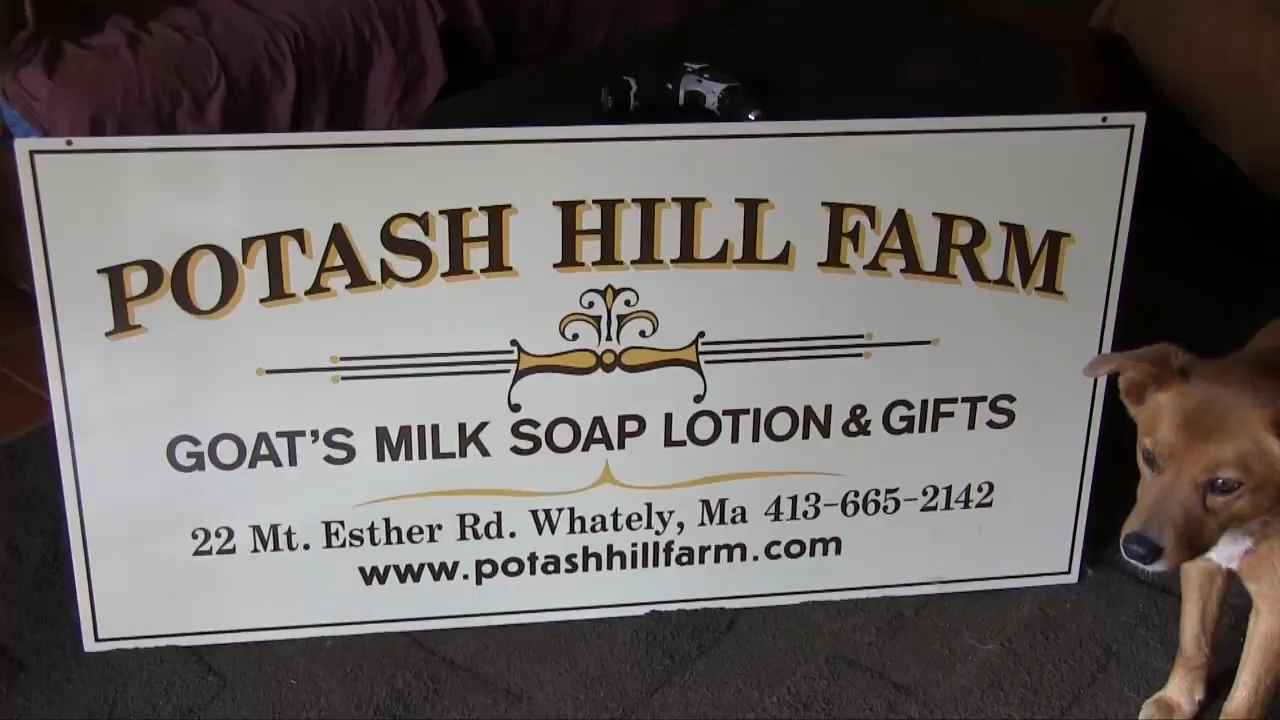 POTASH HILL FARM
GOAT'S MILK SOAP LOTION & GIFTS
22 Mt. Esther Rd. Whately, Ma 413-665-2142
www.potashhillfarm.com